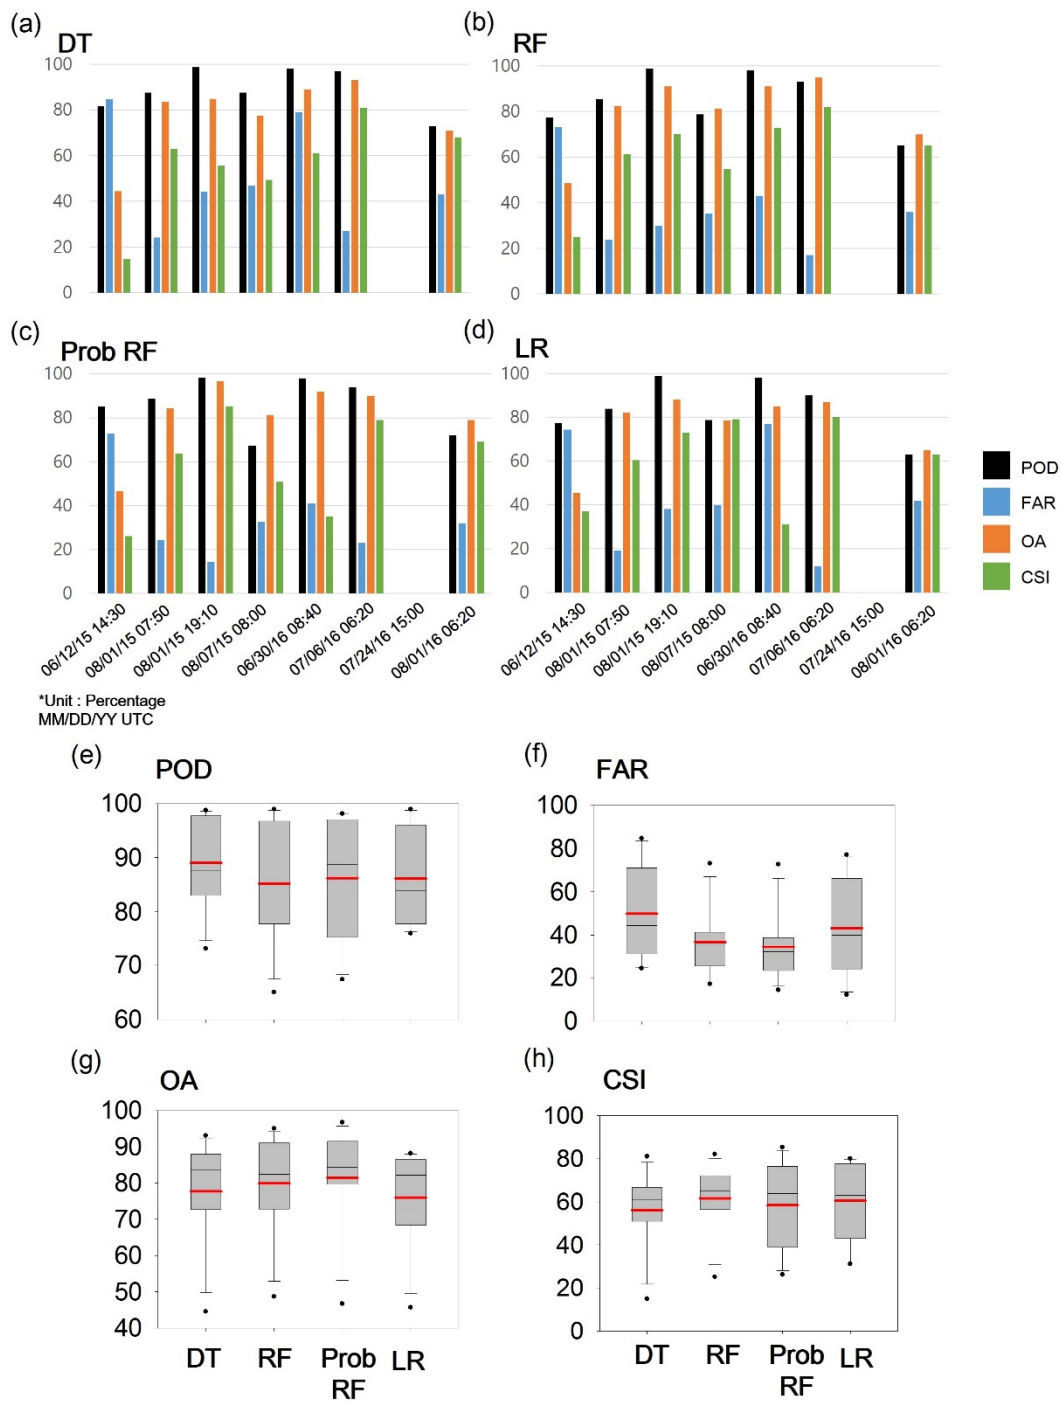 (a)
DT
100
80
60
40
20
0
(b)
RF
100
80
60
40
20
0
(c)
Prob RF
100
80
60
40
20
0
06/12/15 14:30
08/01/15 07:50
08/01/15 19:10
08/07/15 08:00
06/30/16 08:40
07/06/16 06:20
07/24/16 15:00
08/01/16 06:20
(d)
LR
100
80
60
40
20
0
06/12/15 14:30
08/01/15 07:50
08/01/15 19:10
08/07/15 08:00
06/30/16 08:40
07/06/16 06:20
07/24/16 15:00
08/01/16 06:20
POD
FAR
OA
CSI
*Unit : Percentage
MM/DD/YY UTC
(e)
POD
100
90
80
70
60
(f)
FAR
100
80
60
40
20
0
(g)
OA
100
90
80
70
60
50
40
DT
RF
Prob
RF
LR
(h)
CSI
100
80
60
40
20
0
DT
RF
Prob
RF
LR